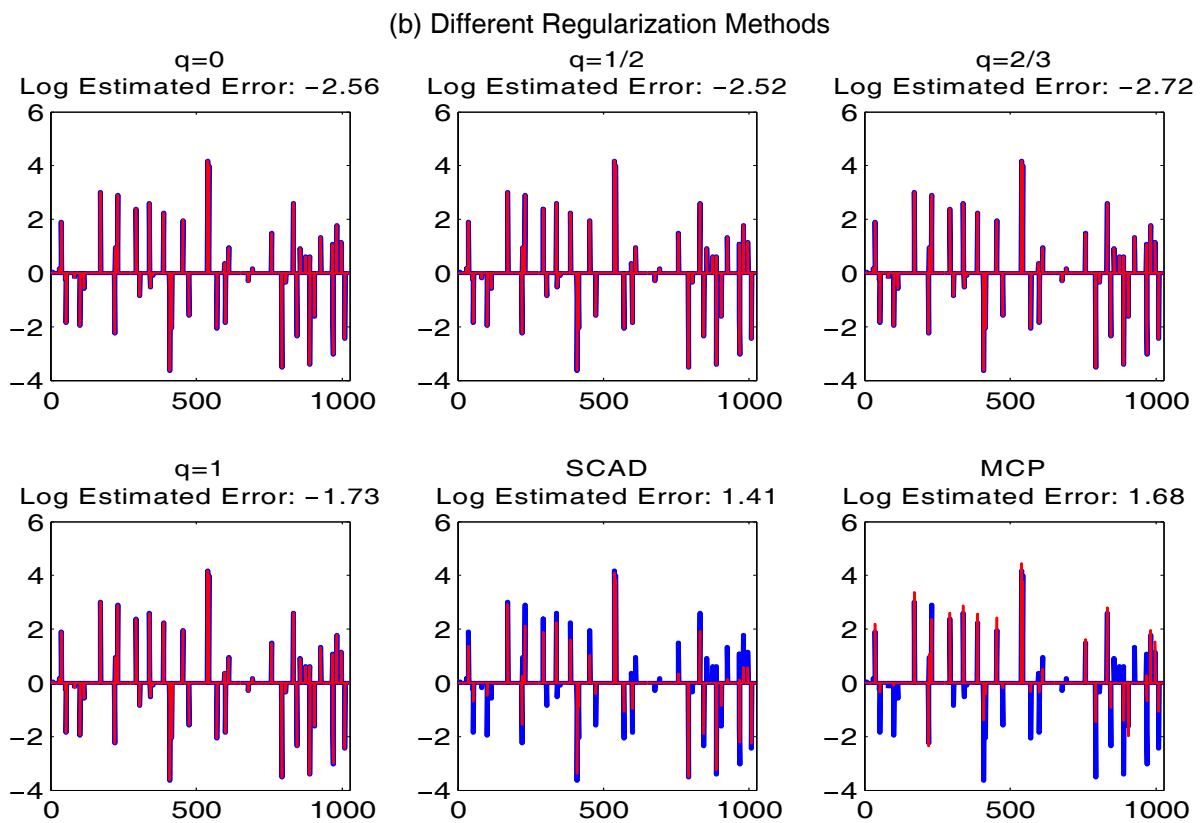 (b) Different Regularization Methods
q=0
Log Estimated Error: −2.56
6
4
2
0
−2
−4
0 500 1000
q=1/2
Log Estimated Error: −2.52
6
4
2
0
−2
−4
0 500 1000
q=2/3
Log Estimated Error: −2.72
6
4
2
0
−2
−4
0 500 1000
q=1
Log Estimated Error: −1.73
6
4
2
0
−2
−4
0 500 1000
SCAD
Log Estimated Error: 1.41
6
4
2
0
−2
−4
0 500 1000
MCP
Log Estimated Error: 1.68
6
4
2
0
−2
−4
0 500 1000